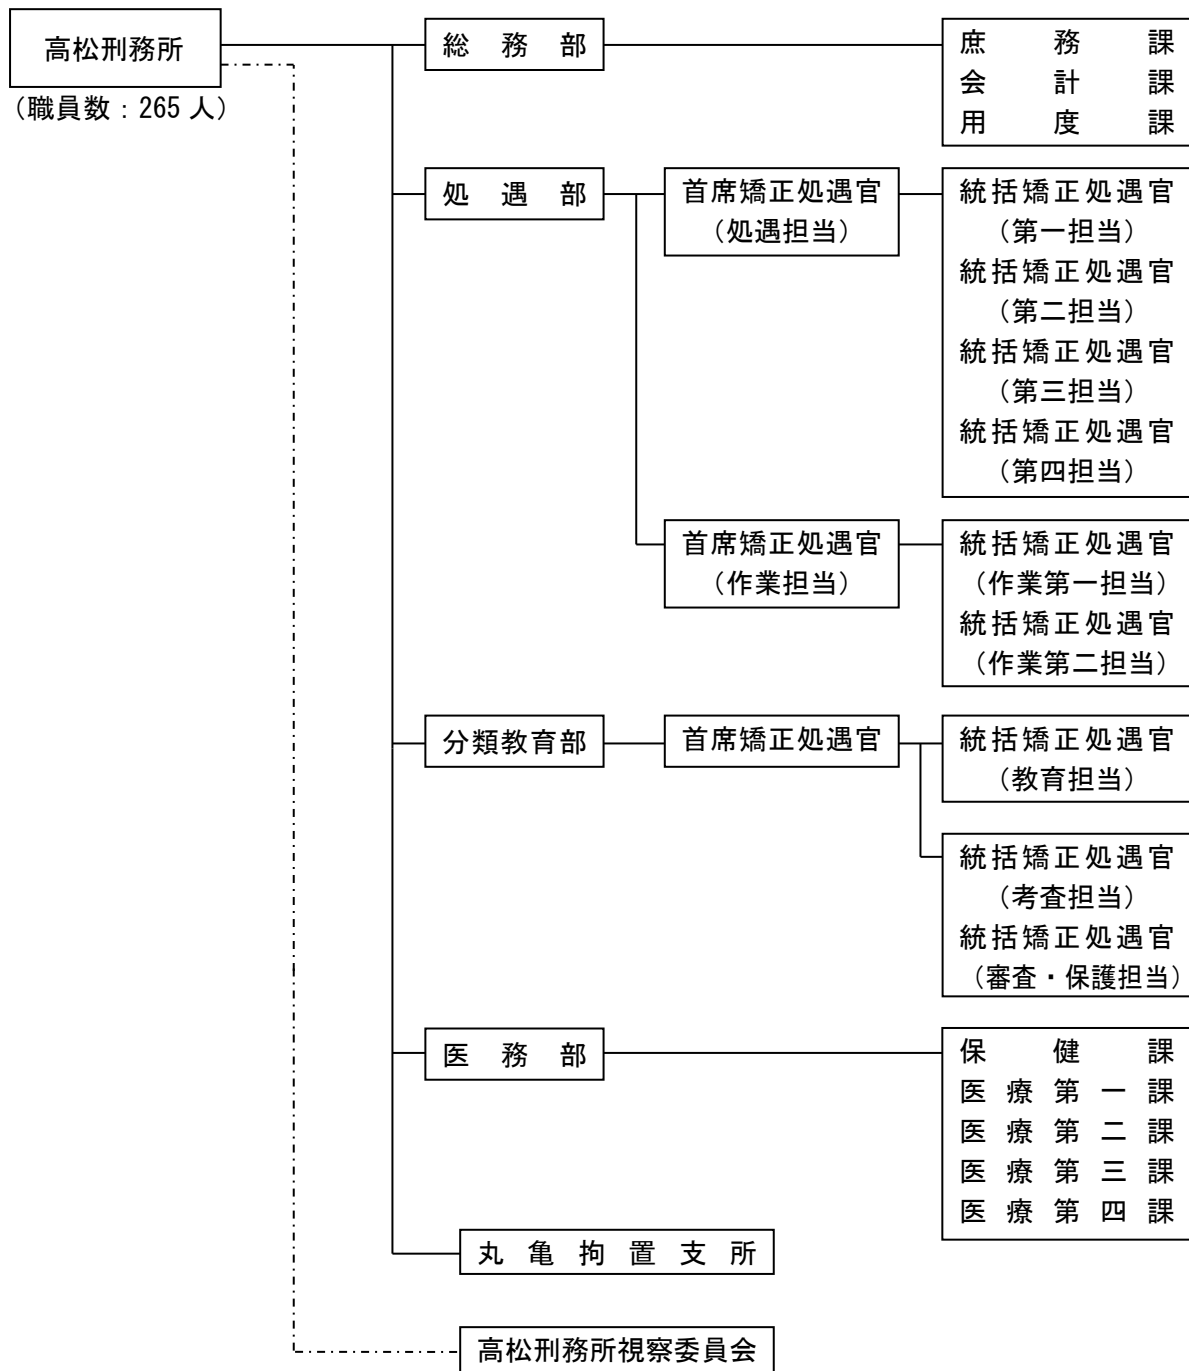 高松刑務所
（職員数：265 人）
総務部
庶務課
会計課
用度課
処遇部
首席矯正処遇官
（処遇担当）
統括矯正処遇官
（第一担当）
統括矯正処遇官
（第二担当）
統括矯正処遇官
（第三担当）
統括矯正処遇官
（第四担当）
首席矯正処遇官
（作業担当）
統括矯正処遇官
（作業第一担当）
統括矯正処遇官
（作業第二担当）
分類教育部
首席矯正処遇官
統括矯正処遇官
（教育担当）
統括矯正処遇官
（考査担当）
統括矯正処遇官
（審査・保護担当）
医務部
保健課
医療第一課
医療第二課
医療第三課
医療第四課
丸亀拘置支所
高松刑務所視察委員会